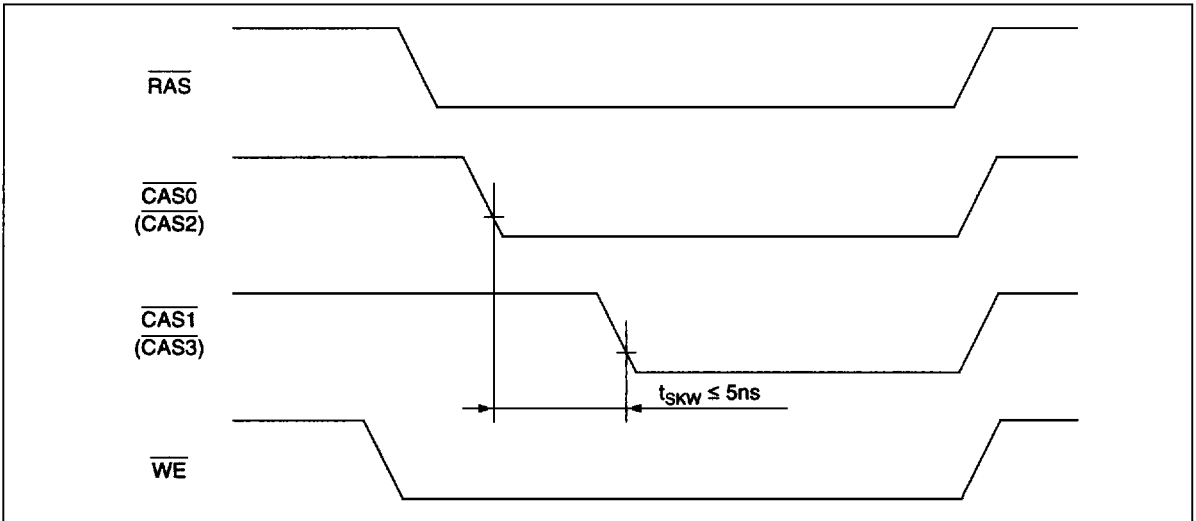 RAS
CAS0
(CAS2)
CAS1
(CAS3)
tSKW ≤ 5ns
WE